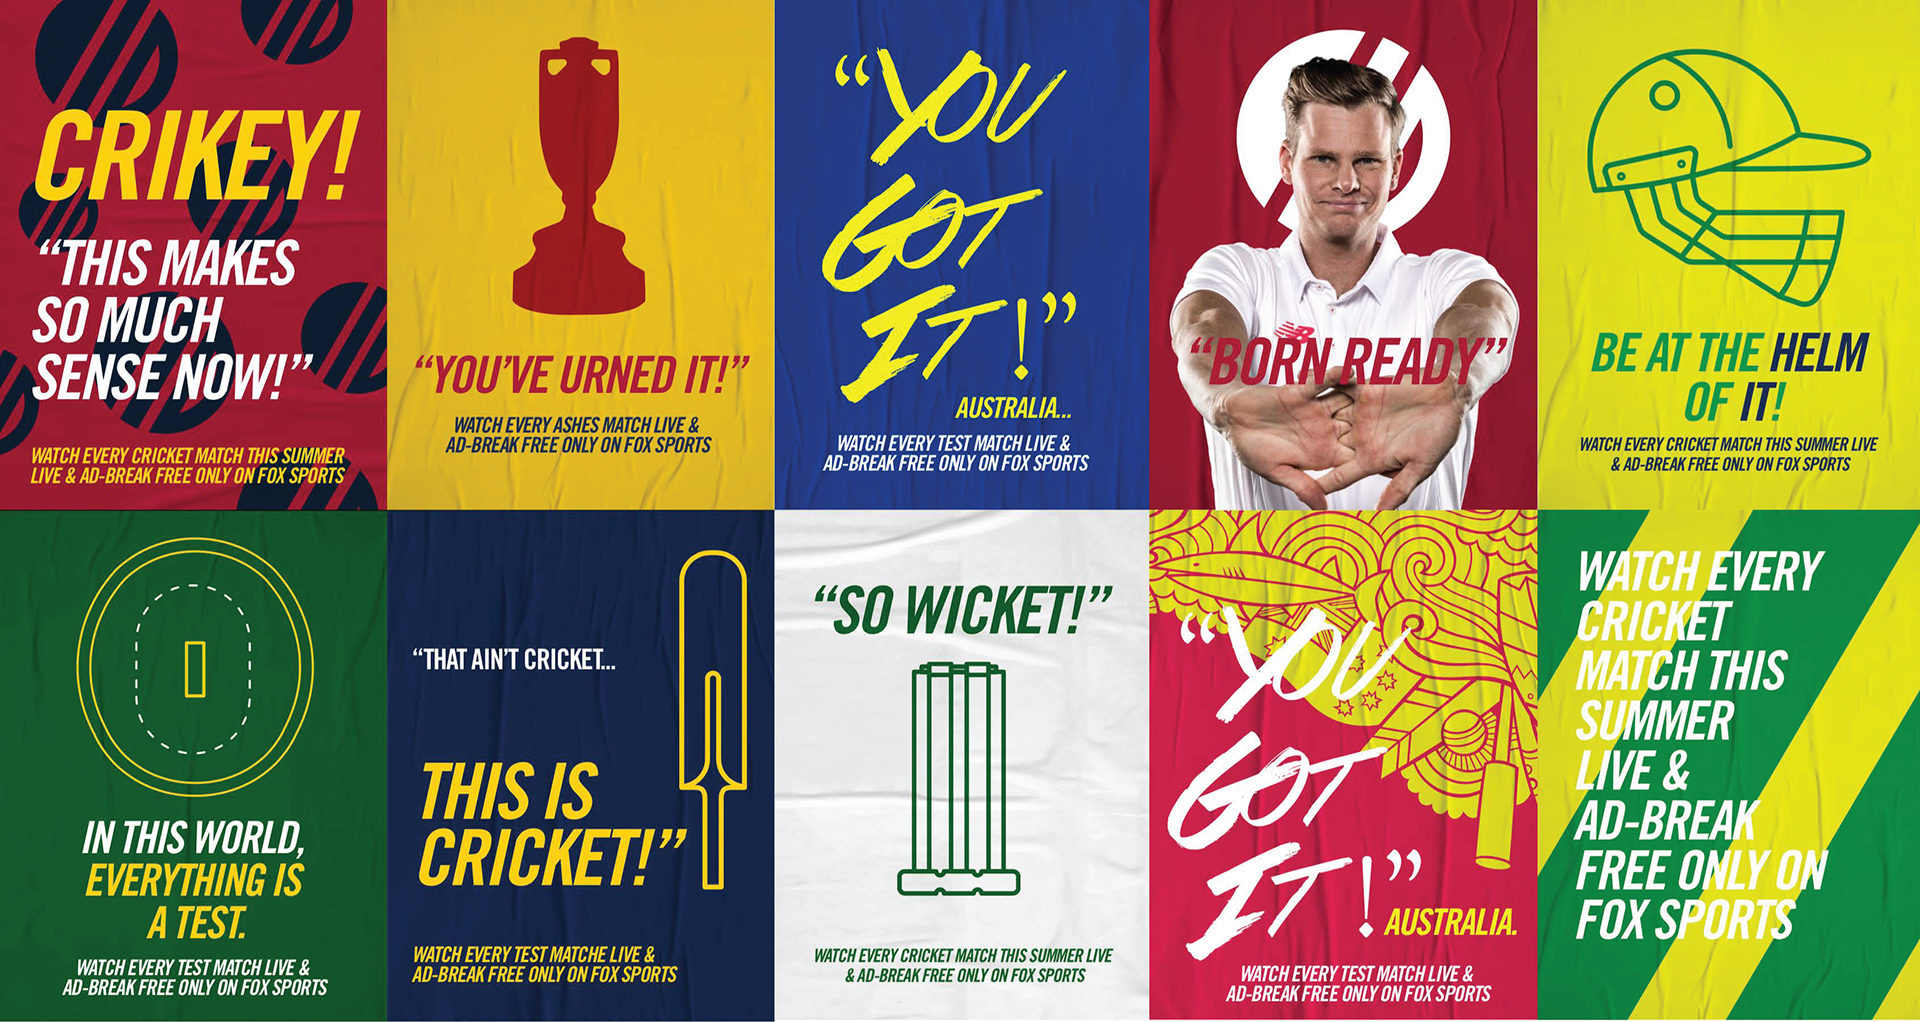 CRIKEY!
“THIS MAKES
SO MUCH
SENSE NOW!”
WATCH EVERY CRICKET MATCH THIS SUMMER
LIVE & AD-BREAK FREE ONLY ON FOX SPORTS
“YOU’VE URNED IT!”
WATCH EVERY ASHES MATCH LIVE &
AD-BREAK FREE ONLY ON FOX SPORTS
“YOU
GOT
IT!”
AUSTRALIA...
WATCH EVERY TEST MATCH LIVE &
AD-BREAK FREE ONLY ON FOX SPORTS
NB
“BORN READY”
BE AT THE HELM
OF IT!
WATCH EVERY CRICKET MATCH THIS SUMMER LIVE
& AD-BREAK FREE ONLY ON FOX SPORTS
IN THIS WORLD,
EVERYTHING IS
A TEST.
WATCH EVERY TEST MATCH LIVE &
AD-BREAK FREE ONLY ON FOX SPORTS
“THAT AIN’T CRICKET...
THIS IS
CRICKET!”
WATCH EVERY TEST MATCHE LIVE &
AD-BREAK FREE ONLY ON FOX SPORTS
“SO WICKET!”
WATCH EVERY CRICKET MATCH THIS SUMMER LIVE
& AD-BREAK FREE ONLY ON FOX SPORTS
“YOU
GOT
IT!”
AUSTRALIA.
WATCH EVERY TEST MATCH LIVE &
AD-BREAK FREE ONLY ON FOX SPORTS
WATCH EVERY
CRICKET
MATCH THIS
SUMMER
LIVE &
AD-BREAK
FREE ONLY ON
FOX SPORTS